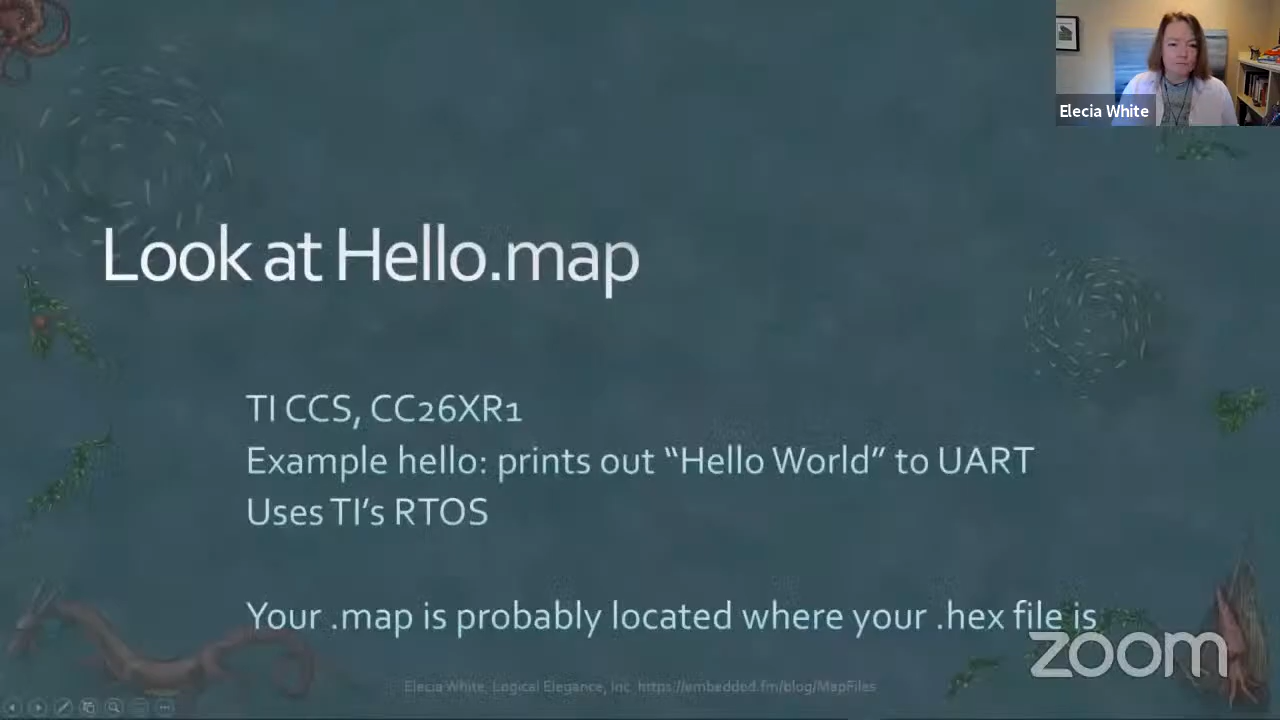 Elecia White
Look at Hello.map
TI CCS, CC26XR1
Example hello: prints out “Hello World” to UART
Uses TI’s RTOS
Your .map is probably located where your .hex file is
zoom
Elecia White, Logical Elegance, Inc https://embedded.fm/blog/MapFiles